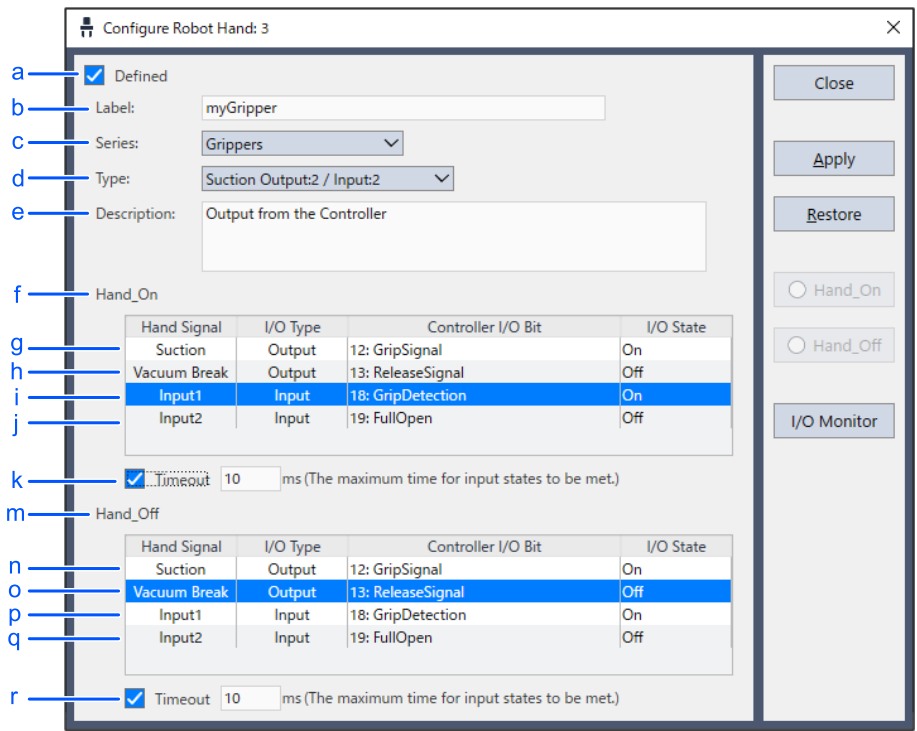 Configure Robot Hand: 3
a Defined Close
b Label: myGripper
c Series: Grippers Apply
d Type: Suction Output:2 / Input:2
e Description: Output from the Controller Restore
f Hand_On Hand_On
Hand Signal I/O Type Controller I/O Bit I/O State
g Suction Output 12: GripSignal On Hand_Off
h Vacuum Break Output 13: ReleaseSignal Off
i Input1 Input 18: GripDetection On
j Input2 Input 19: FullOpen Off I/O Monitor
k Timeout 10 ms (The maximum time for input states to be met.)
m Hand_Off
Hand Signal I/O Type Controller I/O Bit I/O State
n Suction Output 12: GripSignal On
o Vacuum Break Output 13: ReleaseSignal Off
p Input1 Input 18: GripDetection On
q Input2 Input 19: FullOpen Off
r Timeout 10 ms (The maximum time for input states to be met.)